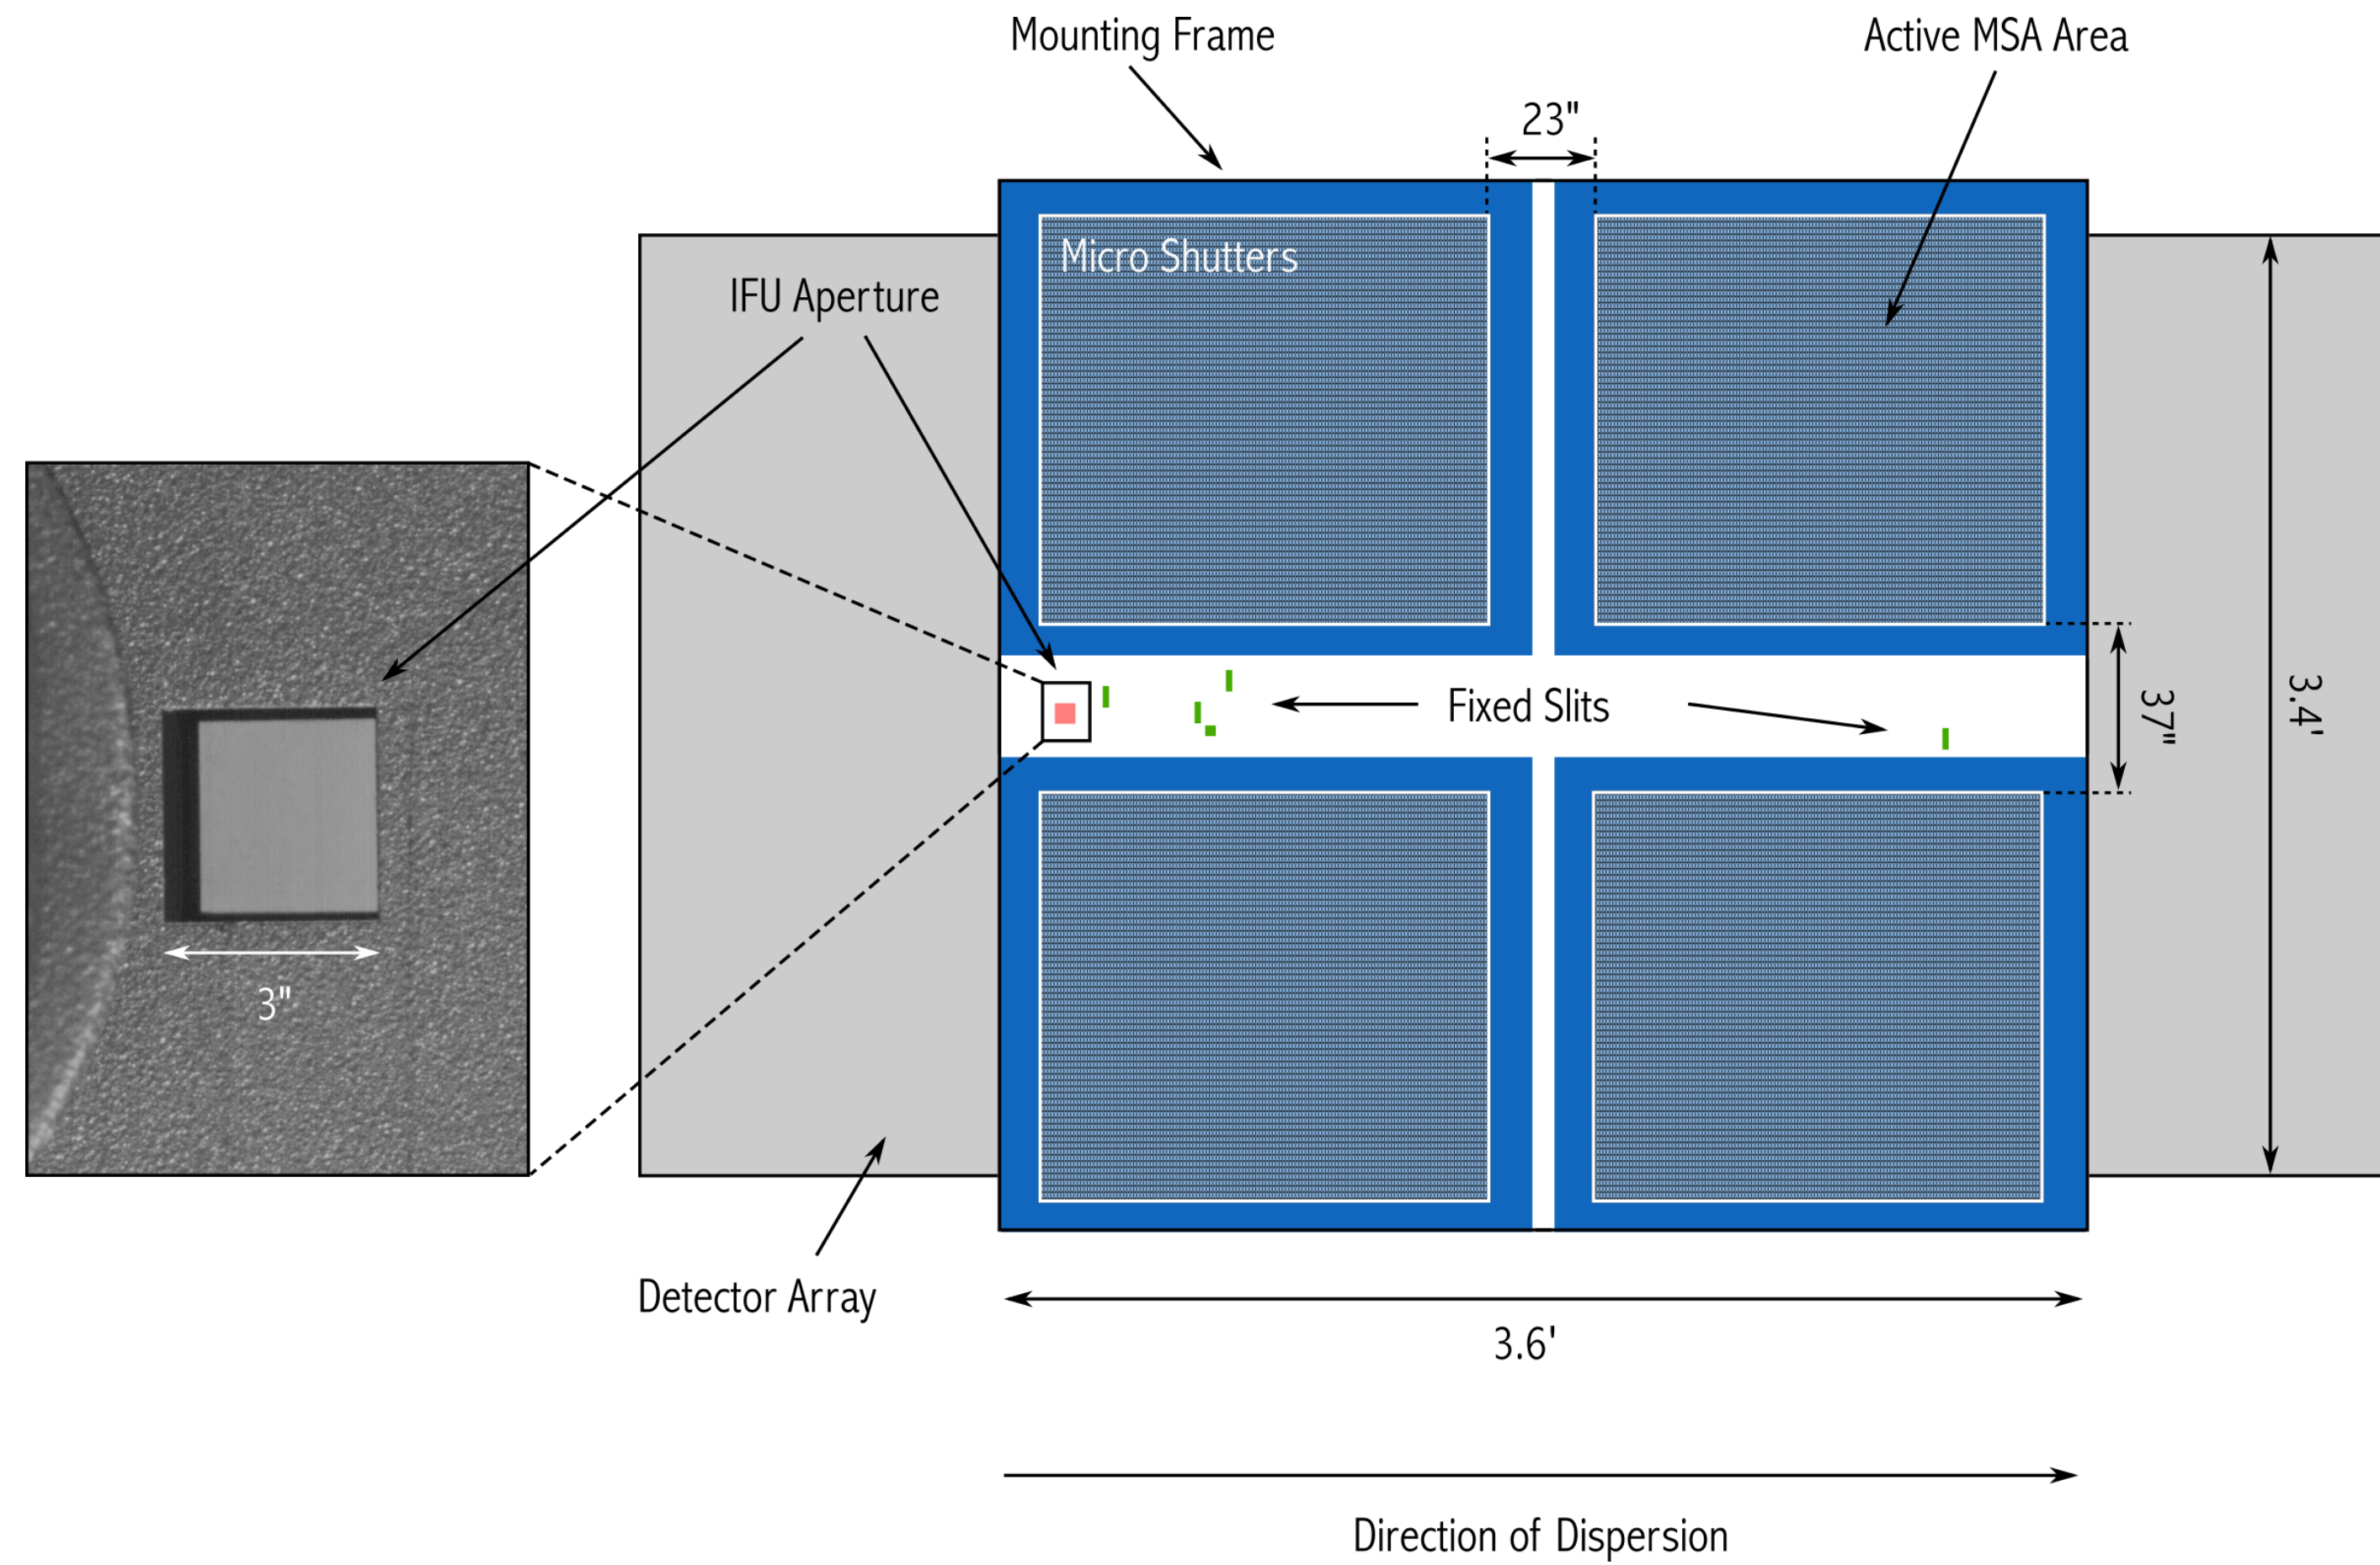 Mounting Frame
Active MSA Area
23"
Micro Shutters
IFU Aperture
Fixed Slits
37"
3.4'
3"
Detector Array
3.6'
Direction of Dispersion